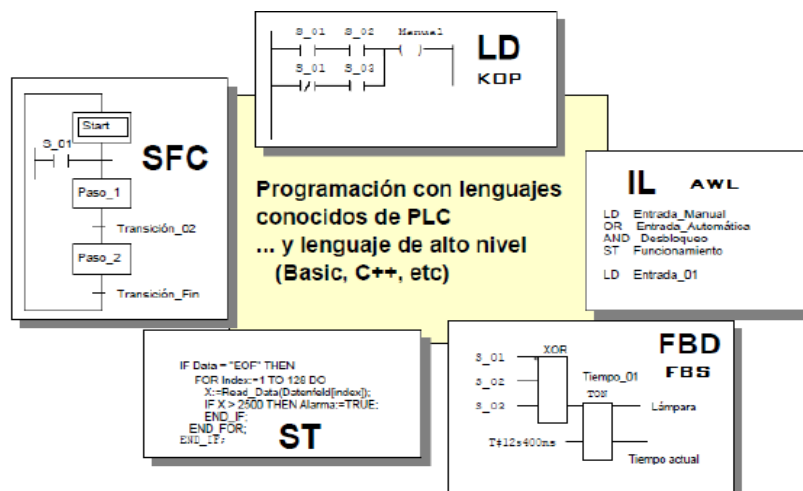 S_01 S_02 Manual
LD
KOP
S_01 S_03
Start
S_01
SFC
Paso_1
Transición_02
Paso_2
Transición_Fin
Programación con lenguajes
conocidos de PLC
... y lenguaje de alto nivel
(Basic, C++, etc)
IL AWL
LD Entrada_Manual
OR Entrada_Automática
AND Desbloqueo
ST Funcionamiento
LD Entrada_01
IF Data = "EOF" THEN
FOR Index:=1 TO 128 DO
X:=Read_Data(Datenfeld[index]);
IF X > 2500 THEN Alarma:=TRUE;
END_IF;
END_FOR;
END_IF;
ST
XOR
FBD
FBS
S_01
S_02
S_03
Tiempo_01
TON
Lámpara
T#12s400ms
Tiempo actual